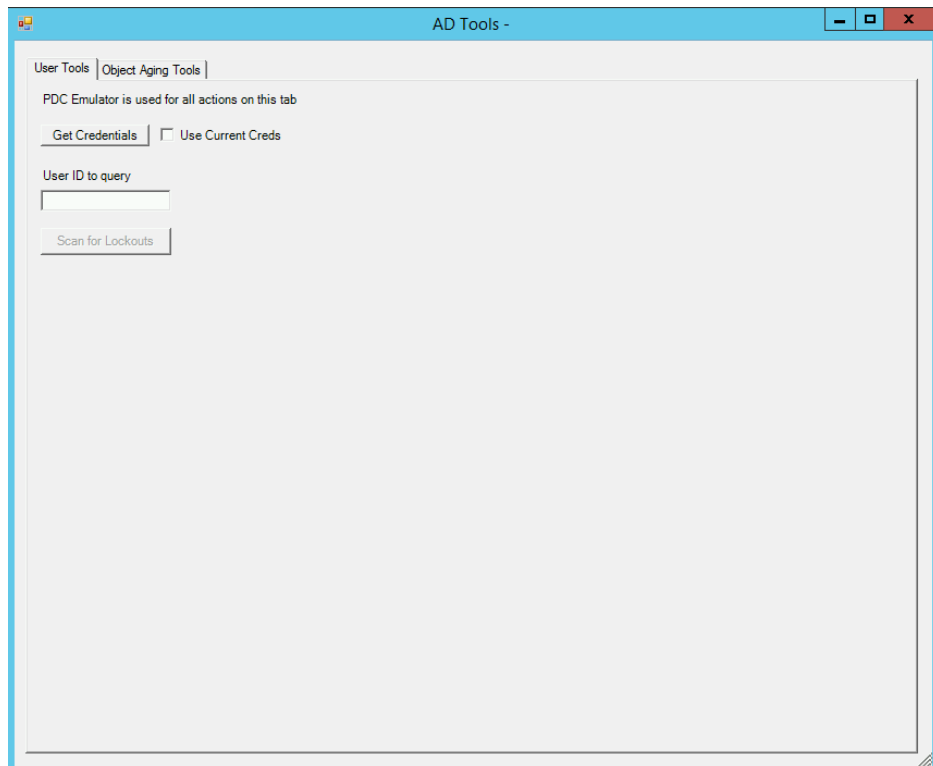 AD Tools -
User Tools
Object Aging Tools
PDC Emulator is used for all actions on this tab
Get Credentials
Use Current Creds
User ID to query
Scan for Lockouts